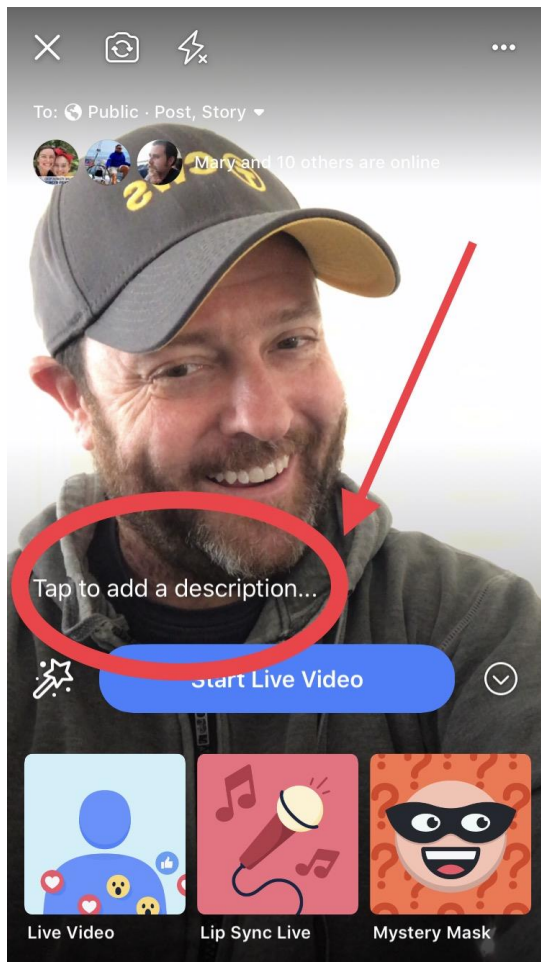 To: Public · Post, Story
Mary and 10 others are online
Tap to add a description...
Start Live Video
Live Video
Lip Sync Live
Mystery Mask